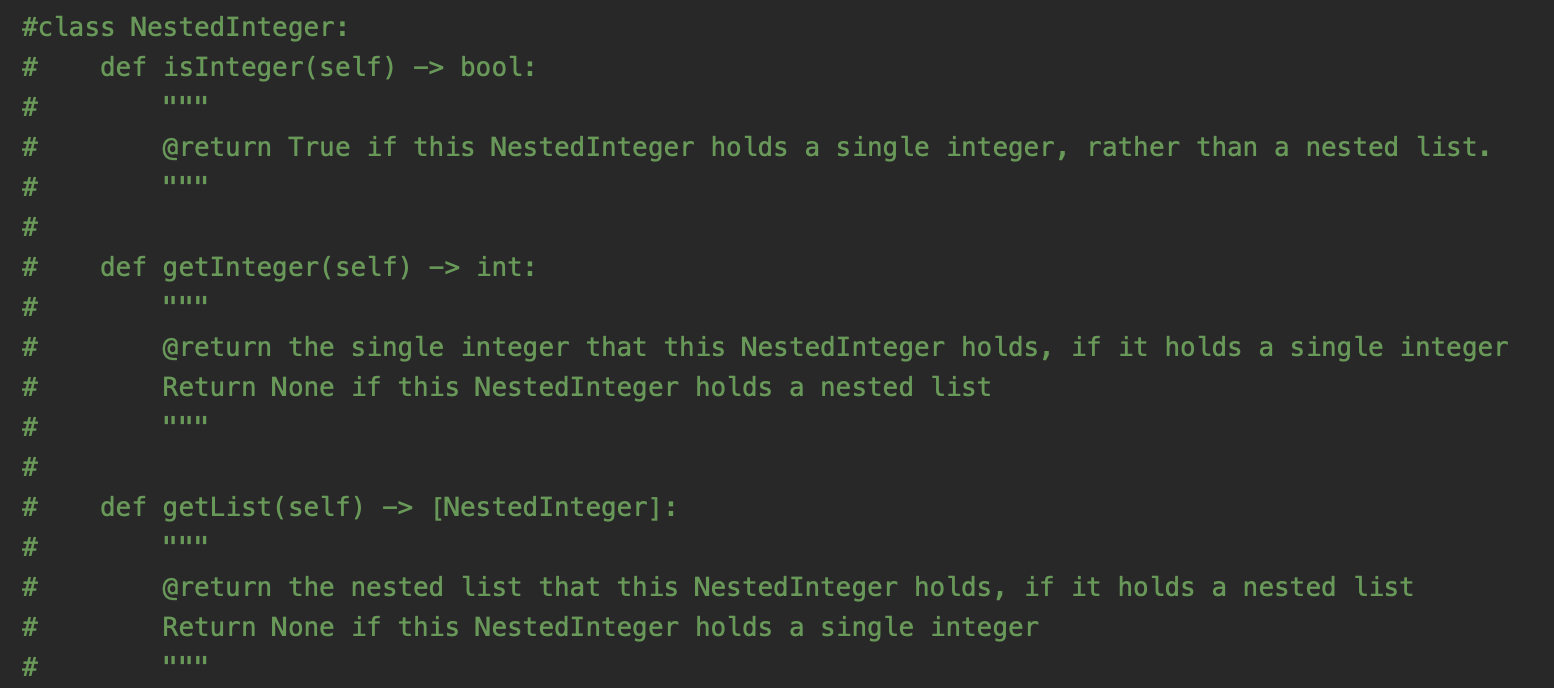 #class NestedInteger:
#    def isInteger(self) -> bool:
#        """
#        @return True if this NestedInteger holds a single integer, rather than a nested list.
#        """
#
#    def getInteger(self) -> int:
#        """
#        @return the single integer that this NestedInteger holds, if it holds a single integer
#        Return None if this NestedInteger holds a nested list
#        """
#
#    def getList(self) -> [NestedInteger]:
#        """
#        @return the nested list that this NestedInteger holds, if it holds a nested list
#        Return None if this NestedInteger holds a single integer
#        """